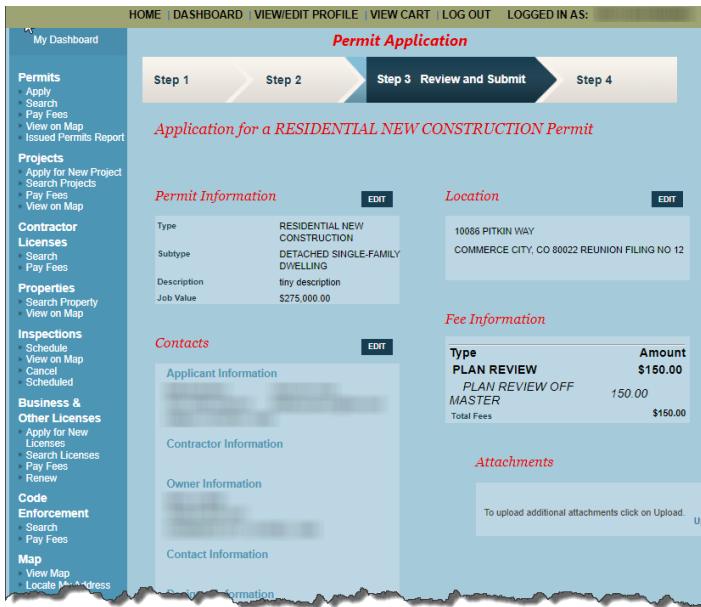 HOME | DASHBOARD | VIEW/EDIT PROFILE | VIEW CART | LOG OUT LOGGED IN AS:
My Dashboard
Permits
Apply
Search
Pay Fees
View on Map
Issued Permits Report
Projects
Apply for New Project
Search Projects
Pay Fees
View on Map
Contractor
Licenses
Search
Pay Fees
Properties
Search Property
View on Map
Inspections
Schedule
View on Map
Cancel
Scheduled
Business &
Other Licenses
Apply for New
Licenses
Search Licenses
Pay Fees
Renew
Code
Enforcement
Search
Pay Fees
Map
View Map
Locate My Address
Permit Application
Step 1
Step 2
Step 3 Review and Submit
Step 4
Application for a RESIDENTIAL NEW CONSTRUCTION Permit
Permit Information
EDIT
Type RESIDENTIAL NEW
CONSTRUCTION
Subtype DETACHED SINGLE-FAMILY
DWELLING
Description tiny description
Job Value $275,000.00
Contacts
EDIT
Applicant Information
Contractor Information
Owner Information
Contact Information
Location
EDIT
10086 PITKIN WAY
COMMERCE CITY, CO 80022 REUNION FILING NO 12
Fee Information
Type Amount
PLAN REVIEW $150.00
PLAN REVIEW OFF
MASTER 150.00
Total Fees $150.00
Attachments
To upload additional attachments click on Upload.